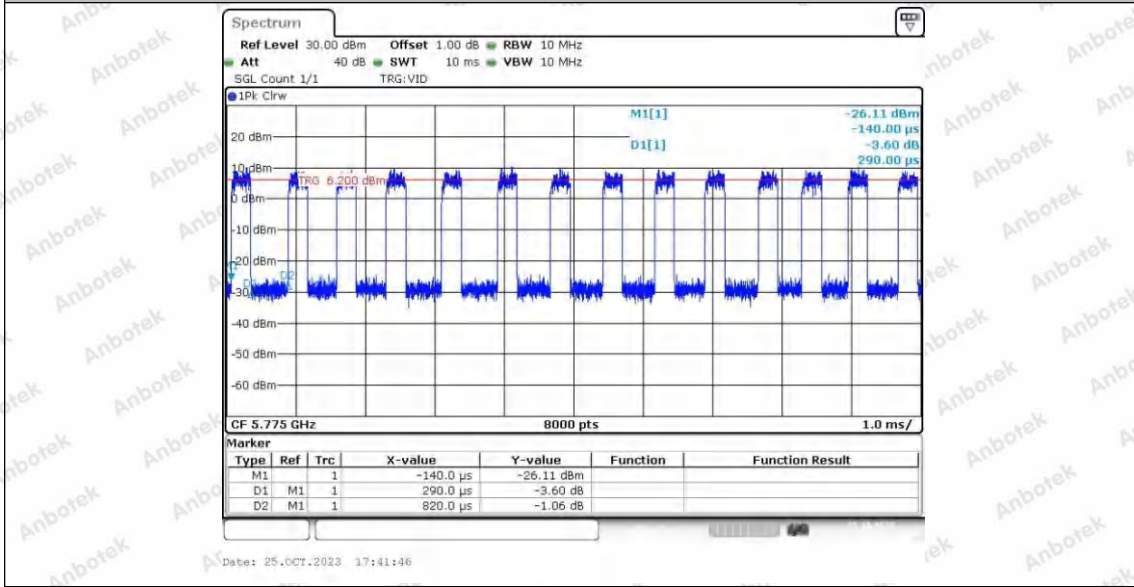 Spectrum
Ref Level 30.00 dBm Offset 1.00 dB RBW 10 MHz
Att 40 dB SWT 10 ms VBW 10 MHz
SGL Count 1/1 TRG:VID
1Pk Clrw
M1[1] -26.11 dBm
-140.00 µs
20 dBm
D1[1] -3.60 dB
290.00 µs
10 dBm
TRG 6.200 dBm
0 dBm
-10 dBm
-20 dBm
D2
-30
-40 dBm
-50 dBm
-60 dBm
CF 5.775 GHz 8000 pts 1.0 ms/
Marker
Type Ref Trc X-value Y-value Function Function Result
M1 1 -140.0 µs -26.11 dBm
D1 M1 1 290.0 µs -3.60 dB
D2 M1 1 820.0 µs -1.06 dB
Date: 25.OCT.2023 17:41:46
Anbotek